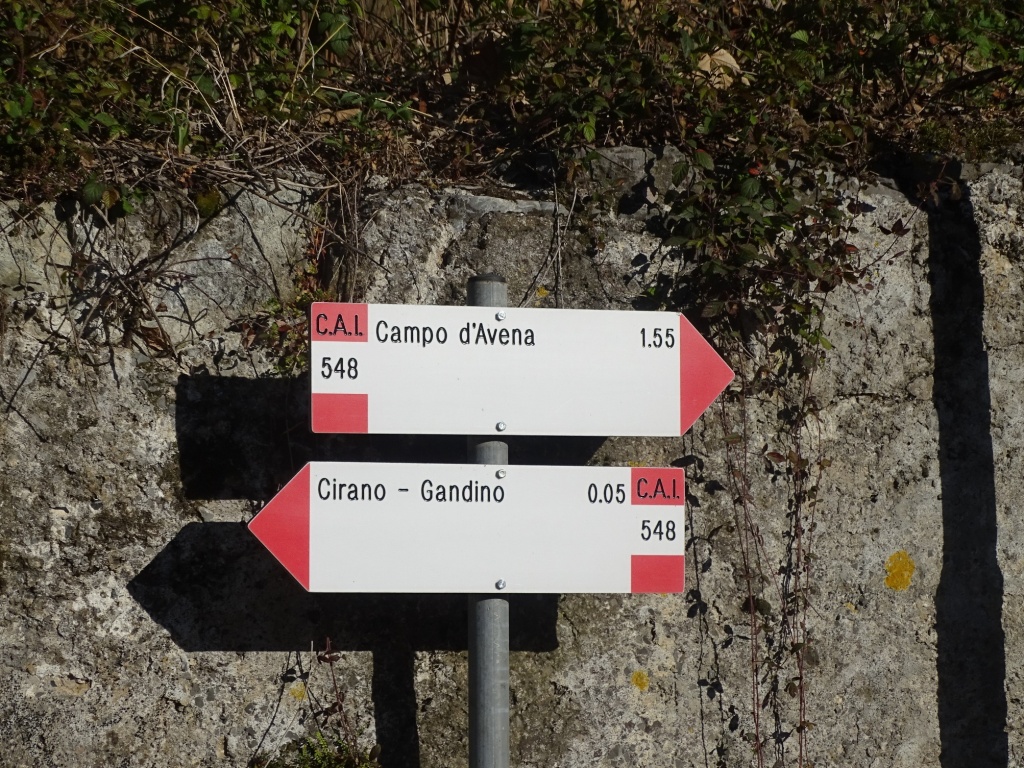 C.A.I. Campo d'Avena 1.55
548
Cirano - Gandino 0.05 C.A.I.
548